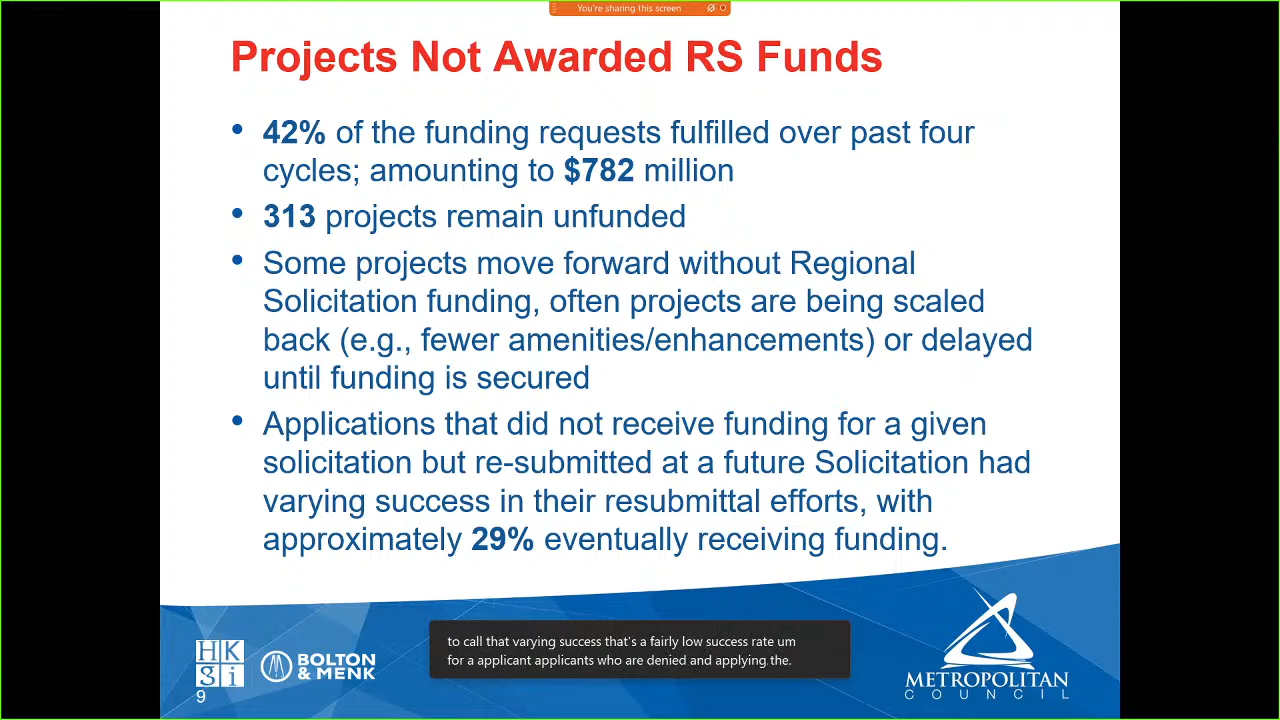 You're sharing this screen
Projects Not Awarded RS Funds
• 42% of the funding requests fulfilled over past four
cycles; amounting to $782 million
• 313 projects remain unfunded
• Some projects move forward without Regional
Solicitation funding, often projects are being scaled
back (e.g., fewer amenities/enhancements) or delayed
until funding is secured
• Applications that did not receive funding for a given
solicitation but re-submitted at a future Solicitation had
varying success in their resubmittal efforts, with
approximately 29% eventually receiving funding.
to call that varying success that's a fairly low success rate um
for a applicant applicants who are denied and applying the.
HK
gi
BOLTON
& MENK
9
METROPOLITAN
COUNCIL